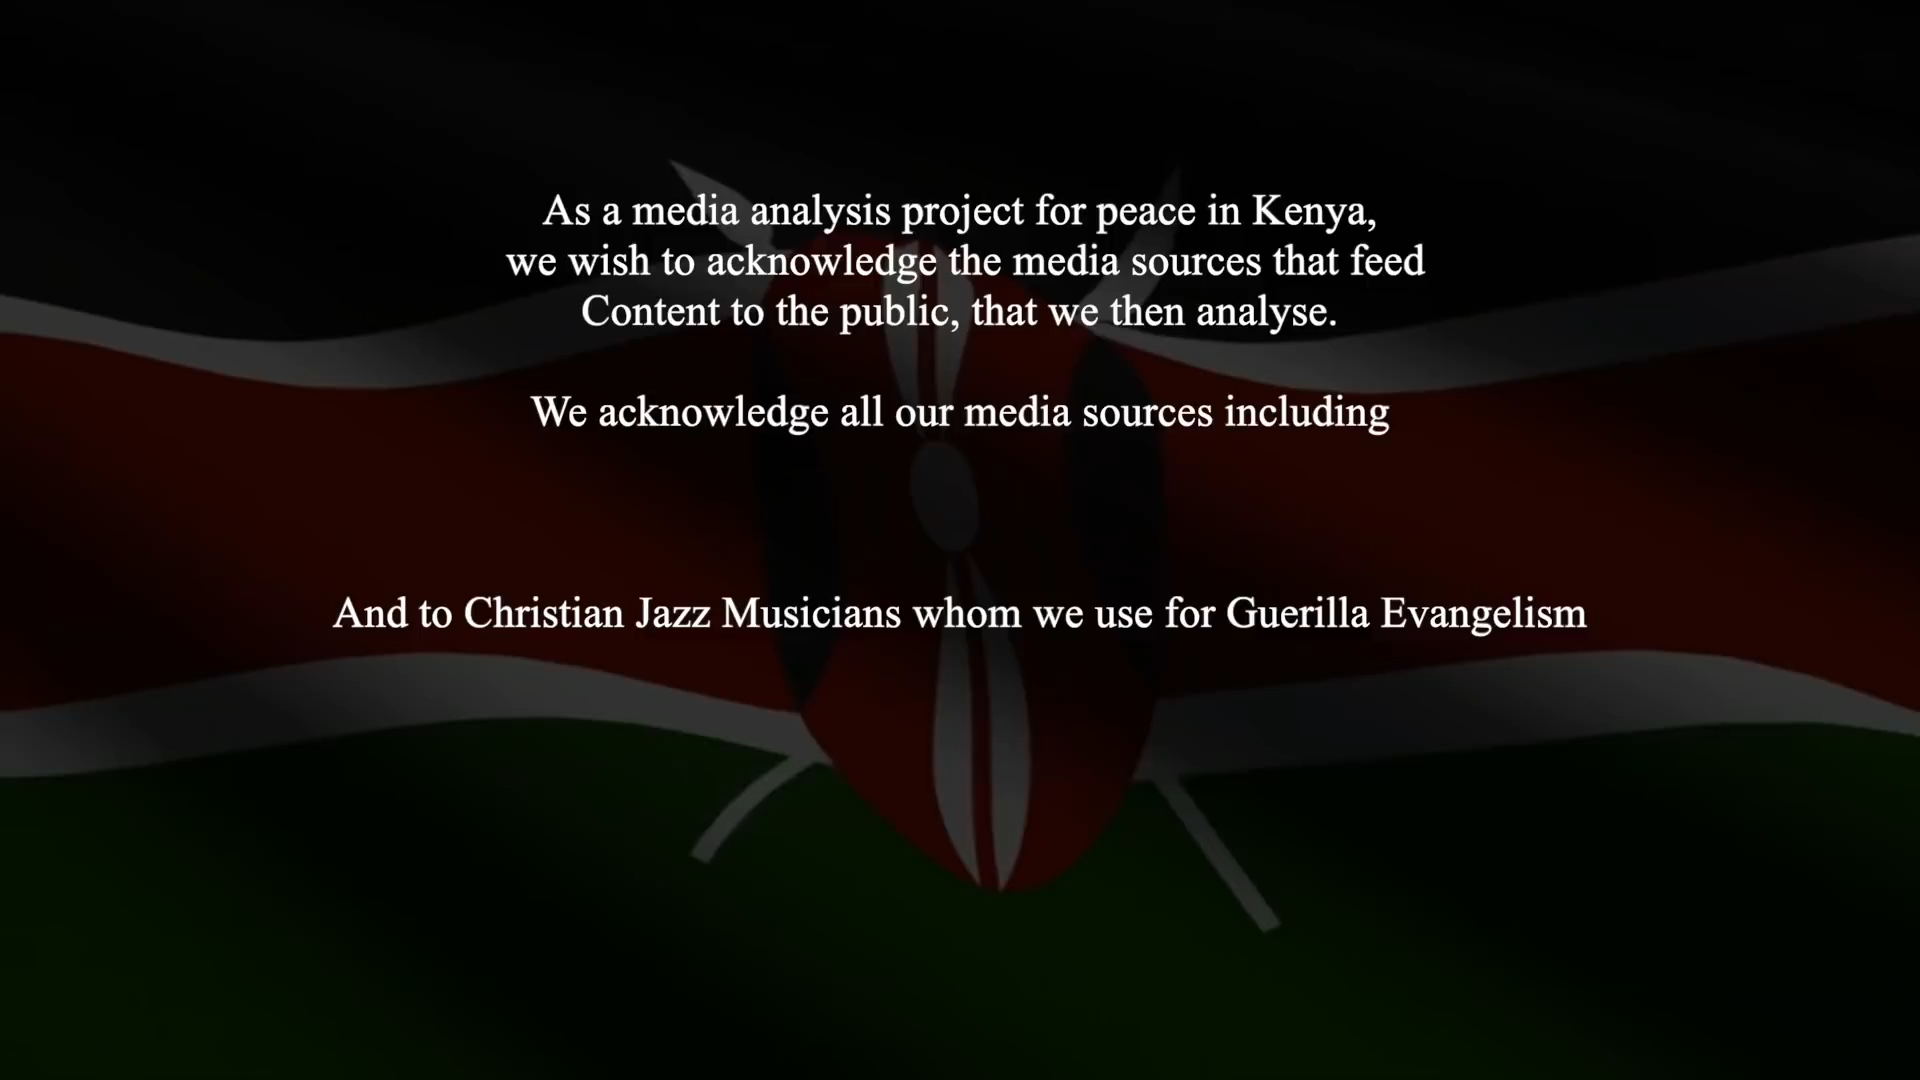 As a media analysis project for peace in Kenya,
we wish to acknowledge the media sources that feed
Content to the public, that we then analyse.
We acknowledge all our media sources including
And to Christian Jazz Musicians whom we use for Guerilla Evangelism